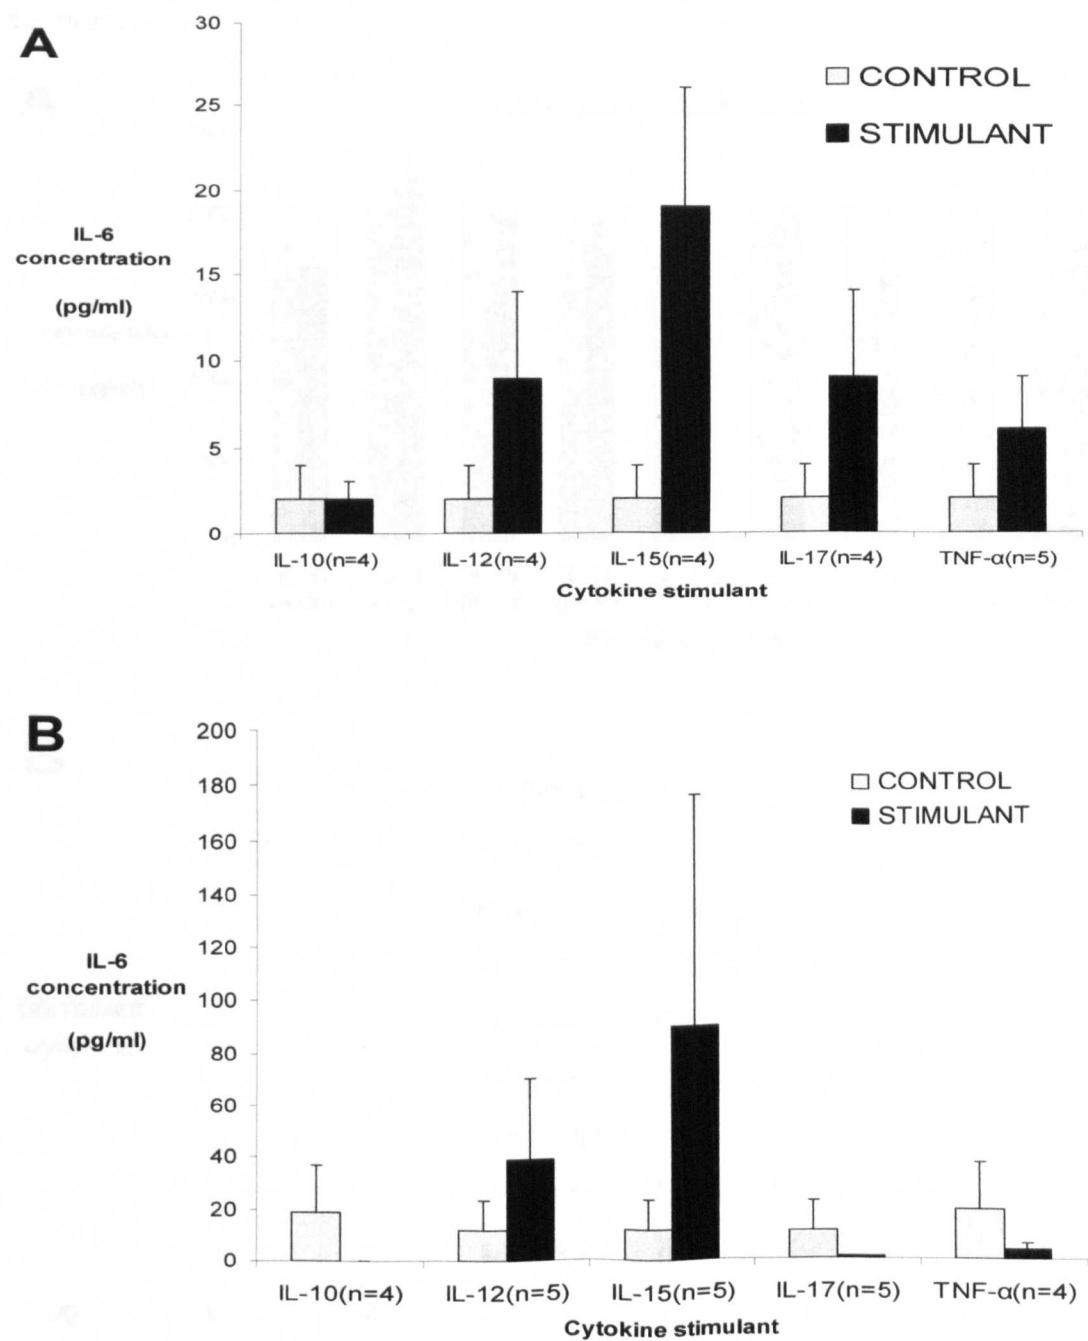 A
30
CONTROL
25
STIMULANT
20
IL-6
concentration
15
(pg/ml)
10
5
0
IL-10(n=4) IL-12(n=4) IL-15(n=4) IL-17(n=4) TNF-α(n=5)
Cytokine stimulant
B
200
180
CONTROL
STIMULANT
160
140
120
IL-6
concentration
100
(pg/ml)
80
60
40
20
0
IL-10(n=4) IL-12(n=5) IL-15(n=5) IL-17(n=5) TNF-α(n=4)
Cytokine stimulant